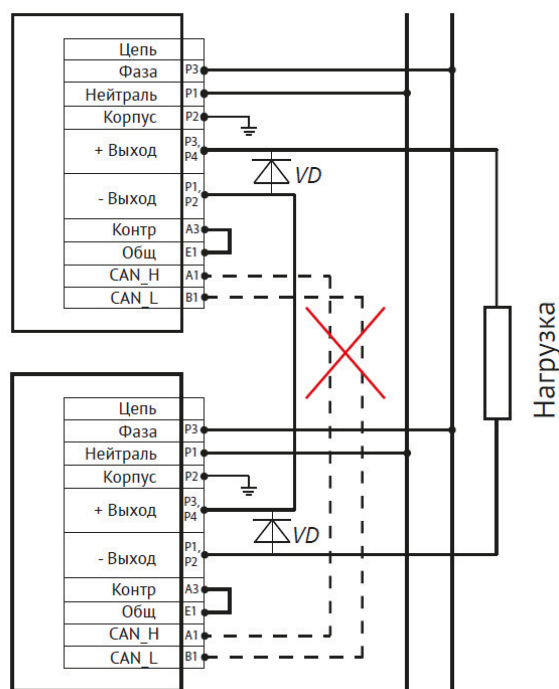 Цепь
Фаза P3
Нейтраль P1
Корпус P2
+ Выход P3, P4
VD
- Выход P1, P2
Контр A3
Общ E1
CAN_H A1
CAN_L B1
Нагрузка
Цепь
Фаза P3
Нейтраль P1
Корпус P2
+ Выход P3, P4
VD
- Выход P1, P2
Контр A3
Общ E1
CAN_H A1
CAN_L B1